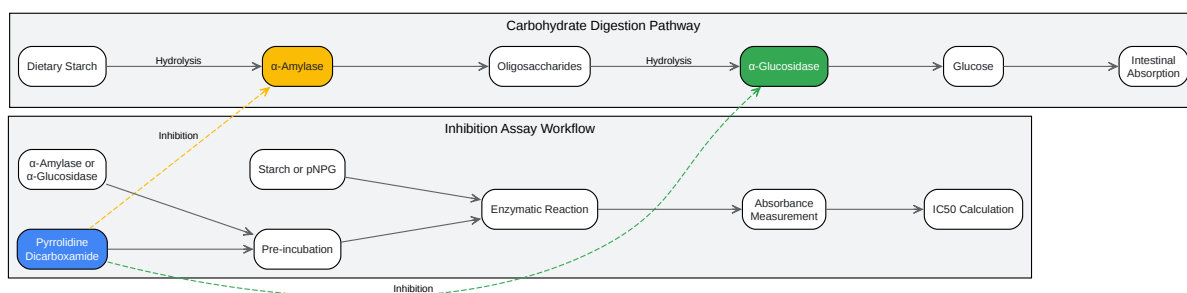 Carbohydrate Digestion Pathway
Dietary Starch
Hydrolysis
α-Amylase
Oligosaccharides
Hydrolysis
α-Glucosidase
Glucose
Intestinal
Absorption
Inhibition Assay Workflow
Inhibition
α-Amylase or
α-Glucosidase
Starch or pNPG
Enzymatic Reaction
Absorbance
Measurement
IC50 Calculation
Pyrrolidine
Dicarboxamide
Pre-incubation
Inhibition